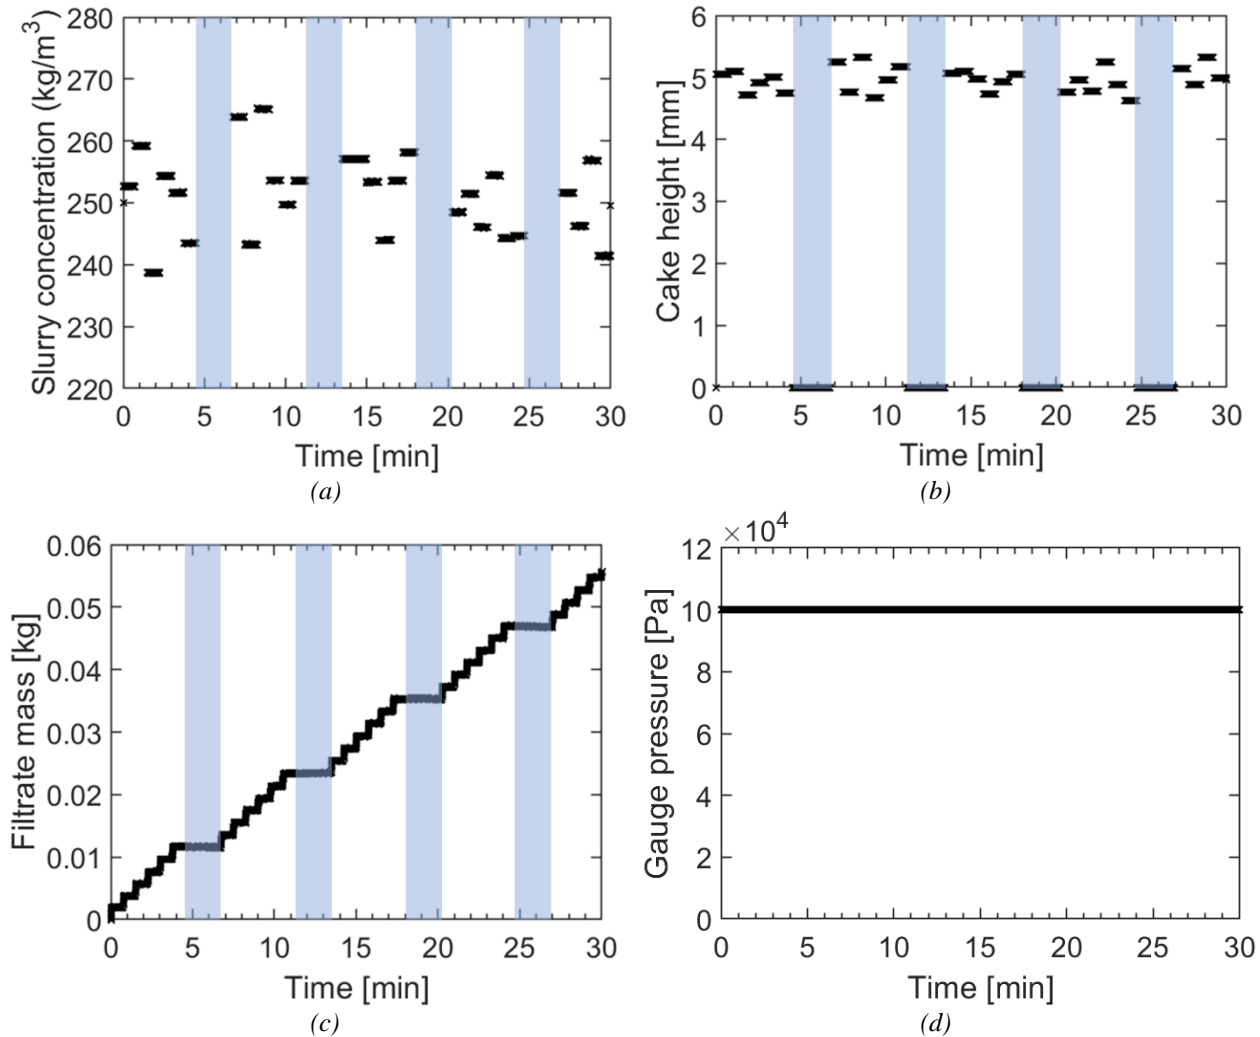 280
270
260
250
240
230
220
Slurry concentration (kg/m³)
0 5 10 15 20 25 30
Time [min]
(a)
6
5
4
3
2
1
0
Cake height [mm]
0 5 10 15 20 25 30
Time [min]
(b)
0.06
0.05
0.04
0.03
0.02
0.01
0
Filtrate mass [kg]
0 5 10 15 20 25 30
Time [min]
(c)
×10⁴
12
10
8
6
4
2
0
Gauge pressure [Pa]
0 5 10 15 20 25 30
Time [min]
(d)